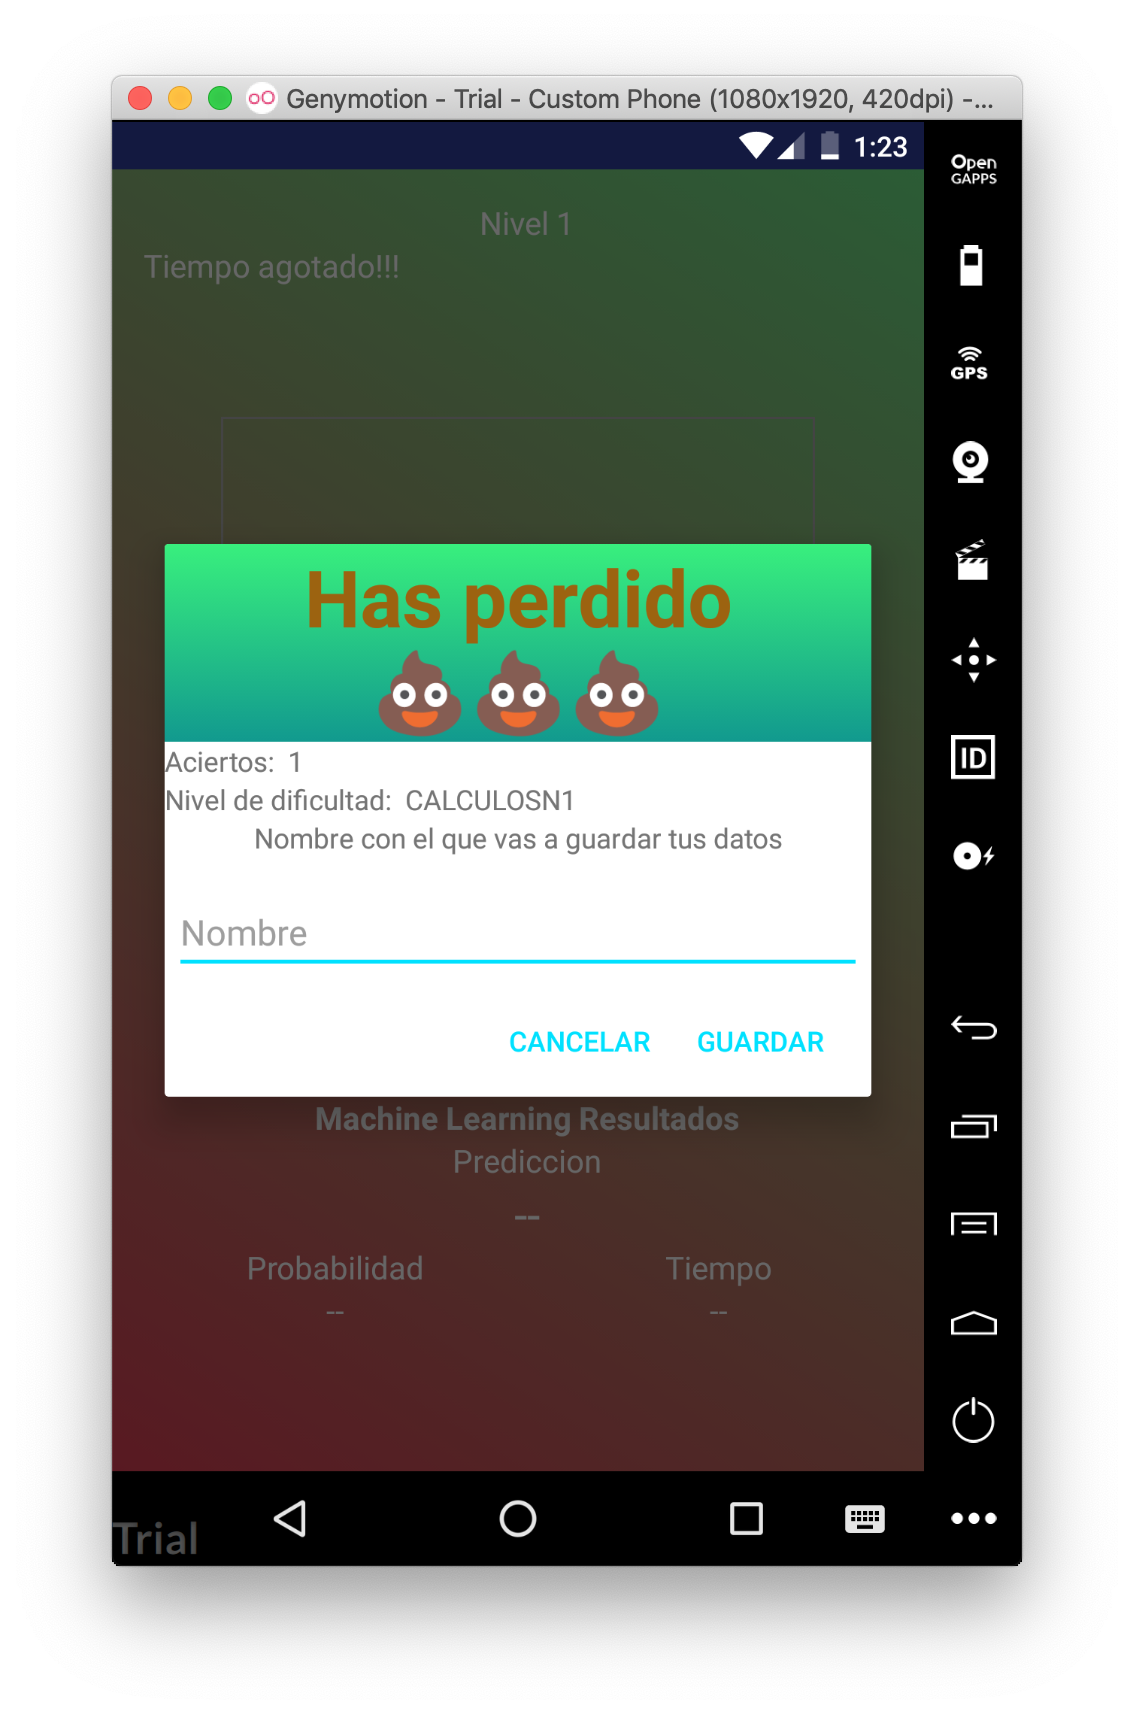 Genymotion - Trial - Custom Phone (1080x1920, 420dpi) -...
1:23
Open
GAPPS
Nivel 1
Tiempo agotado!!!
GPS
Has perdido
Aciertos: 1
Nivel de dificultad: CALCULOSN1
Nombre con el que vas a guardar tus datos
ID
Nombre
CANCELAR GUARDAR
Machine Learning Resultados
Prediccion
--
Probabilidad Tiempo
-- --
Trial